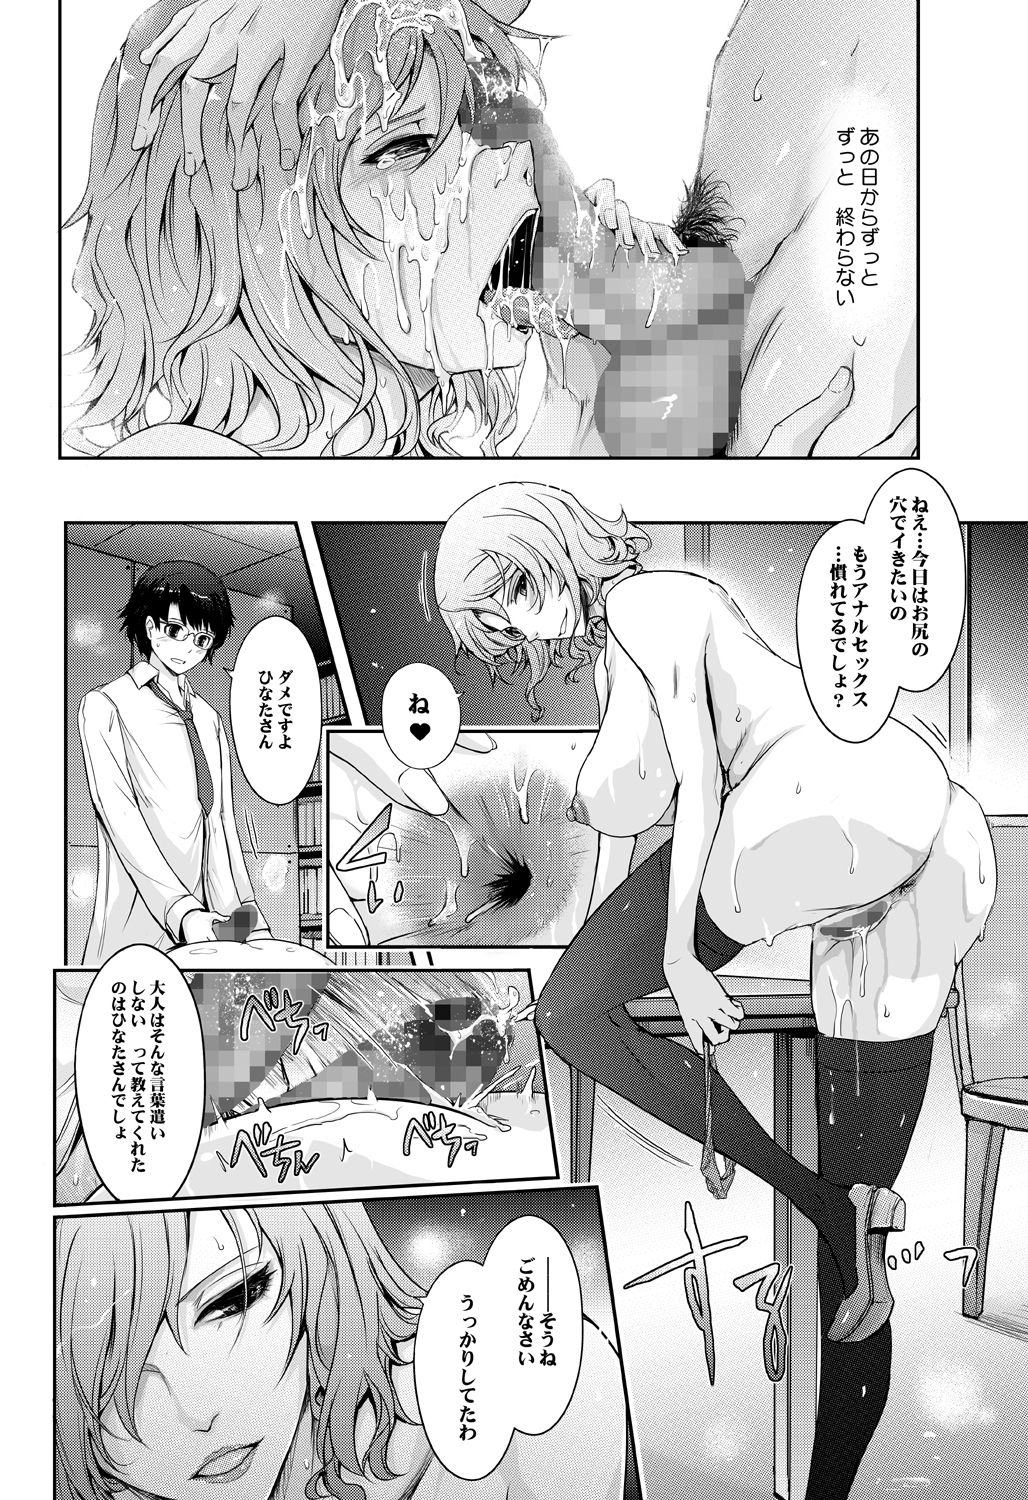 あの日からずっと
ずっと 終わらない
ねえ…今日はお尻の
穴でイきたいの
もうアナルセックス
…慣れてるでしょ?
ね♥
ダメですよ
ひなたさん
べちッ
べちん
べちッ
大人はそんな言葉遣い
しない って教えてくれた
のはひなたさんでしょ
するっ
――そうね
ごめんなさい
うっかりしてたわ